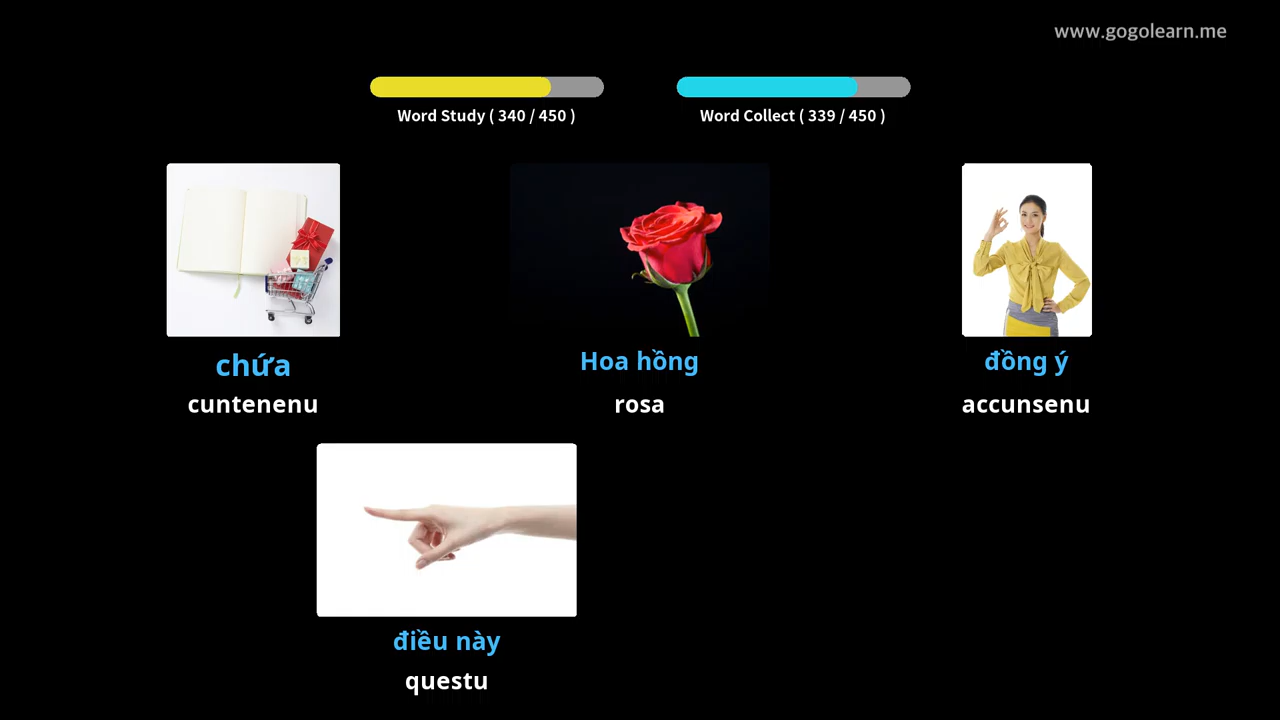 www.gogolearn.me
Word Study ( 340 / 450 )
Word Collect ( 339 / 450 )
chứa
cuntenenu
Hoa hồng
rosa
đồng ý
accunsenu
điều này
questu